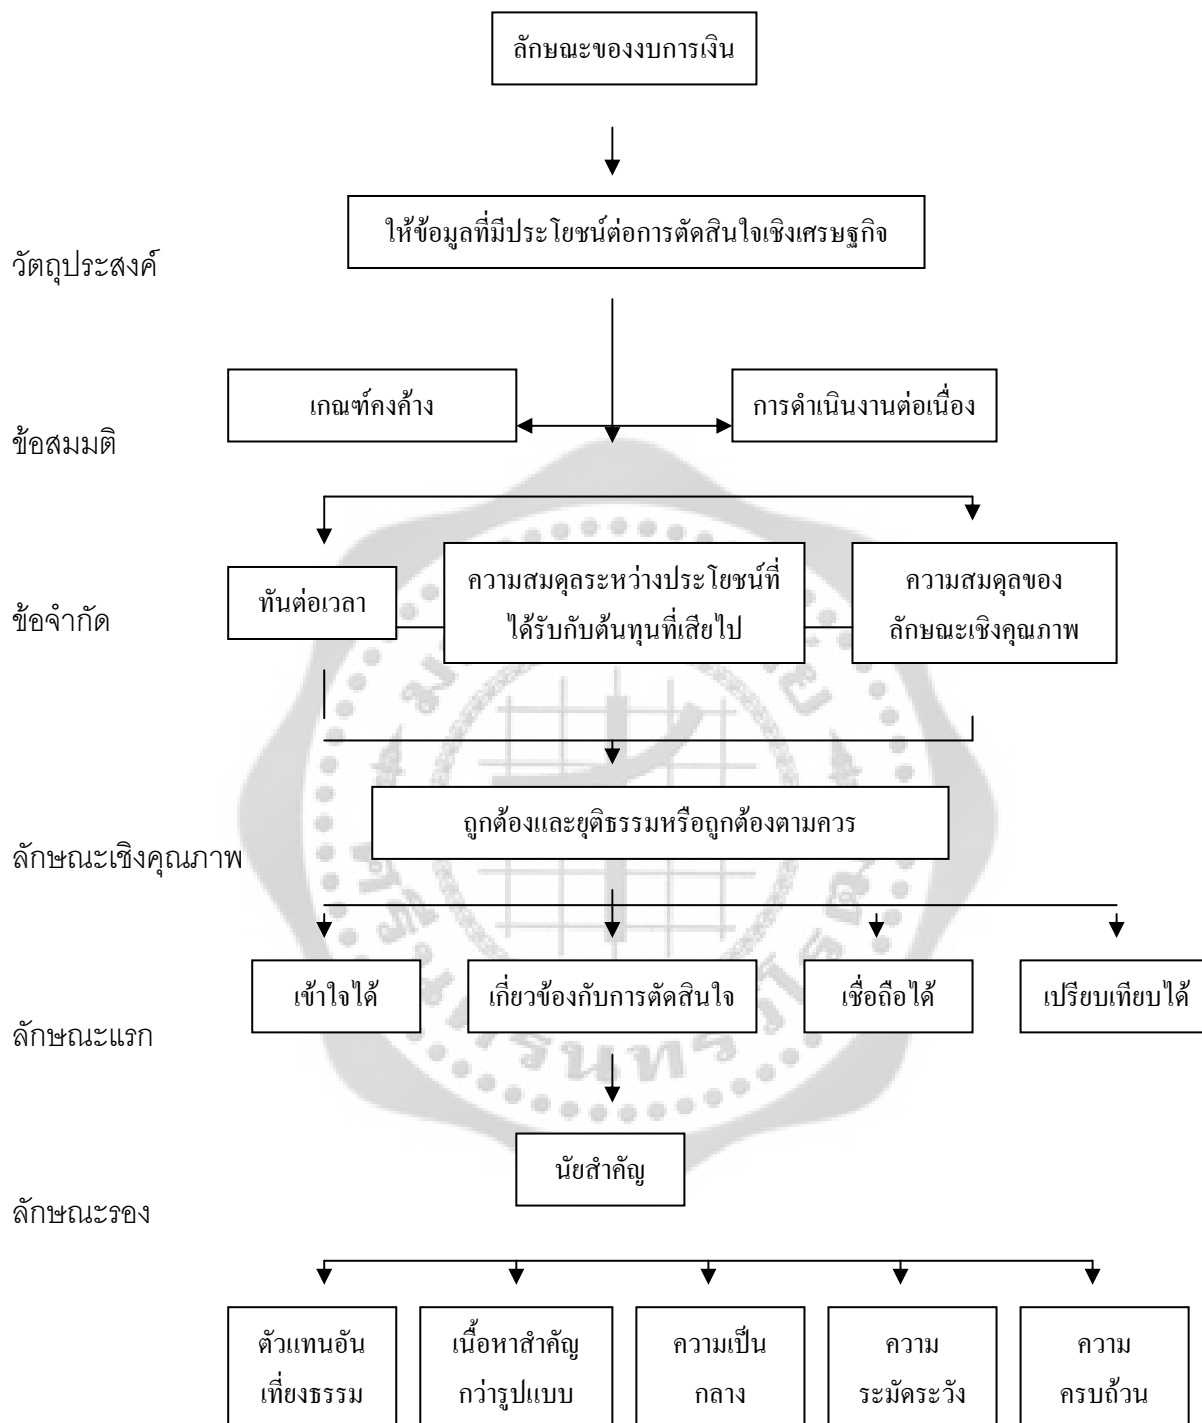 ลักษณะของงบการเงิน
ให้ข้อมูลที่มีประโยชน์ต่อการตัดสินใจเชิงเศรษฐกิจ
วัตถุประสงค์
เกณฑ์คงค้าง
การดำเนินงานต่อเนื่อง
ข้อสมมติ
ทันต่อเวลา
ความสมดุลระหว่างประโยชน์ที่
ได้รับกับต้นทุนที่เสียไป
ความสมดุลของ
ลักษณะเชิงคุณภาพ
ข้อจำกัด
ถูกต้องและยุติธรรมหรือถูกต้องตามควร
ลักษณะเชิงคุณภาพ
เข้าใจได้
เกี่ยวข้องกับการตัดสินใจ
เชื่อถือได้
เปรียบเทียบได้
ลักษณะแรก
นัยสำคัญ
ลักษณะรอง
ตัวแทนอัน
เที่ยงธรรม
เนื้อหาสำคัญ
กว่ารูปแบบ
ความเป็น
กลาง
ความ
ระมัดระวัง
ความ
ครบถ้วน